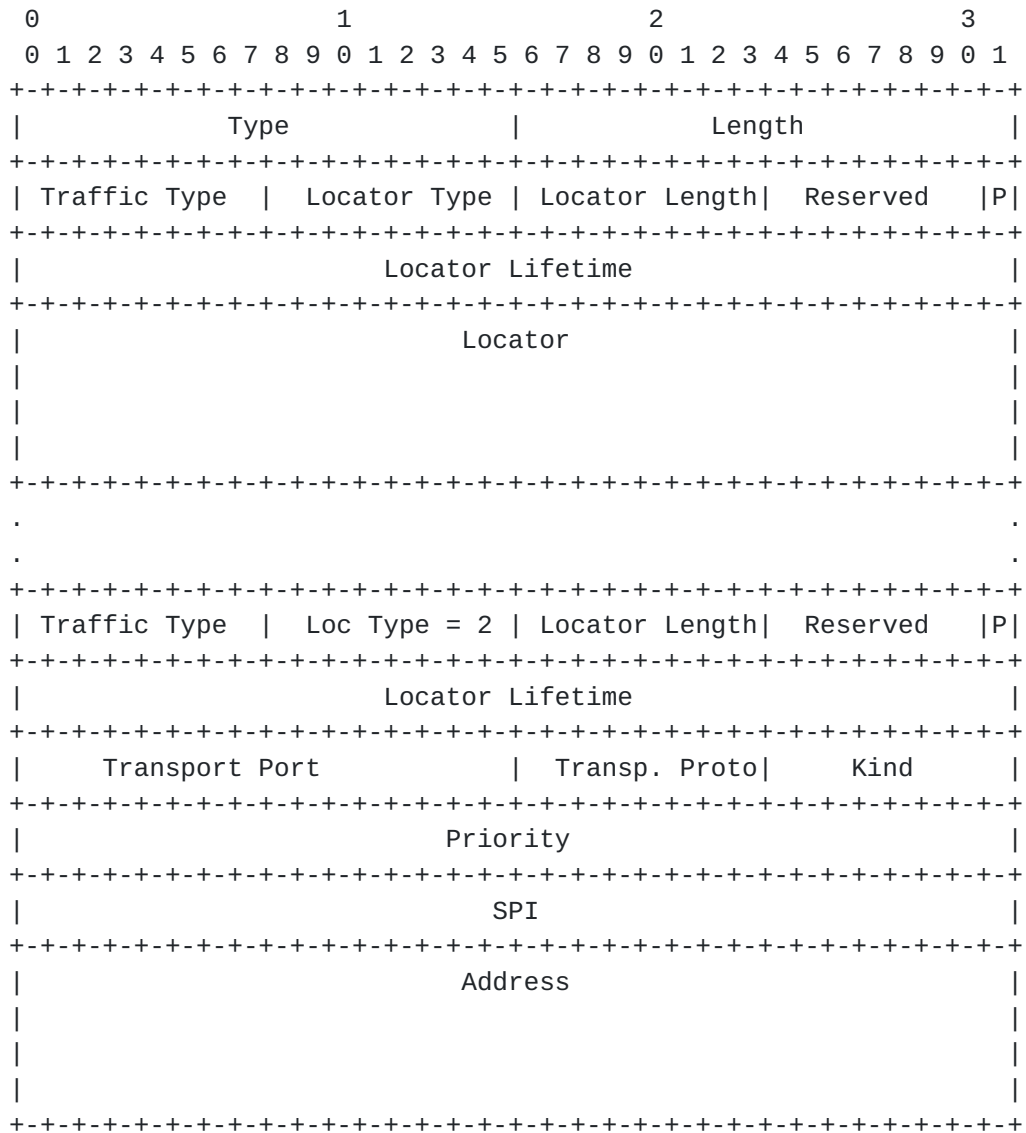 0                   1                   2                   3
 0 1 2 3 4 5 6 7 8 9 0 1 2 3 4 5 6 7 8 9 0 1 2 3 4 5 6 7 8 9 0 1
+-+-+-+-+-+-+-+-+-+-+-+-+-+-+-+-+-+-+-+-+-+-+-+-+-+-+-+-+-+-+-+-+
|             Type              |            Length             |
+-+-+-+-+-+-+-+-+-+-+-+-+-+-+-+-+-+-+-+-+-+-+-+-+-+-+-+-+-+-+-+-+
| Traffic Type  |  Locator Type | Locator Length|  Reserved   |P|
+-+-+-+-+-+-+-+-+-+-+-+-+-+-+-+-+-+-+-+-+-+-+-+-+-+-+-+-+-+-+-+-+
|                       Locator Lifetime                        |
+-+-+-+-+-+-+-+-+-+-+-+-+-+-+-+-+-+-+-+-+-+-+-+-+-+-+-+-+-+-+-+-+
|                            Locator                            |
|                                                               |
|                                                               |
|                                                               |
+-+-+-+-+-+-+-+-+-+-+-+-+-+-+-+-+-+-+-+-+-+-+-+-+-+-+-+-+-+-+-+-+
.                                                               .
.                                                               .
+-+-+-+-+-+-+-+-+-+-+-+-+-+-+-+-+-+-+-+-+-+-+-+-+-+-+-+-+-+-+-+-+
| Traffic Type  |  Loc Type = 2 | Locator Length|  Reserved   |P|
+-+-+-+-+-+-+-+-+-+-+-+-+-+-+-+-+-+-+-+-+-+-+-+-+-+-+-+-+-+-+-+-+
|                       Locator Lifetime                        |
+-+-+-+-+-+-+-+-+-+-+-+-+-+-+-+-+-+-+-+-+-+-+-+-+-+-+-+-+-+-+-+-+
|     Transport Port            |  Transp. Proto|     Kind      |
+-+-+-+-+-+-+-+-+-+-+-+-+-+-+-+-+-+-+-+-+-+-+-+-+-+-+-+-+-+-+-+-+
|                           Priority                            |
+-+-+-+-+-+-+-+-+-+-+-+-+-+-+-+-+-+-+-+-+-+-+-+-+-+-+-+-+-+-+-+-+
|                              SPI                              |
+-+-+-+-+-+-+-+-+-+-+-+-+-+-+-+-+-+-+-+-+-+-+-+-+-+-+-+-+-+-+-+-+
|                            Address                            |
|                                                               |
|                                                               |
|                                                               |
+-+-+-+-+-+-+-+-+-+-+-+-+-+-+-+-+-+-+-+-+-+-+-+-+-+-+-+-+-+-+-+-+